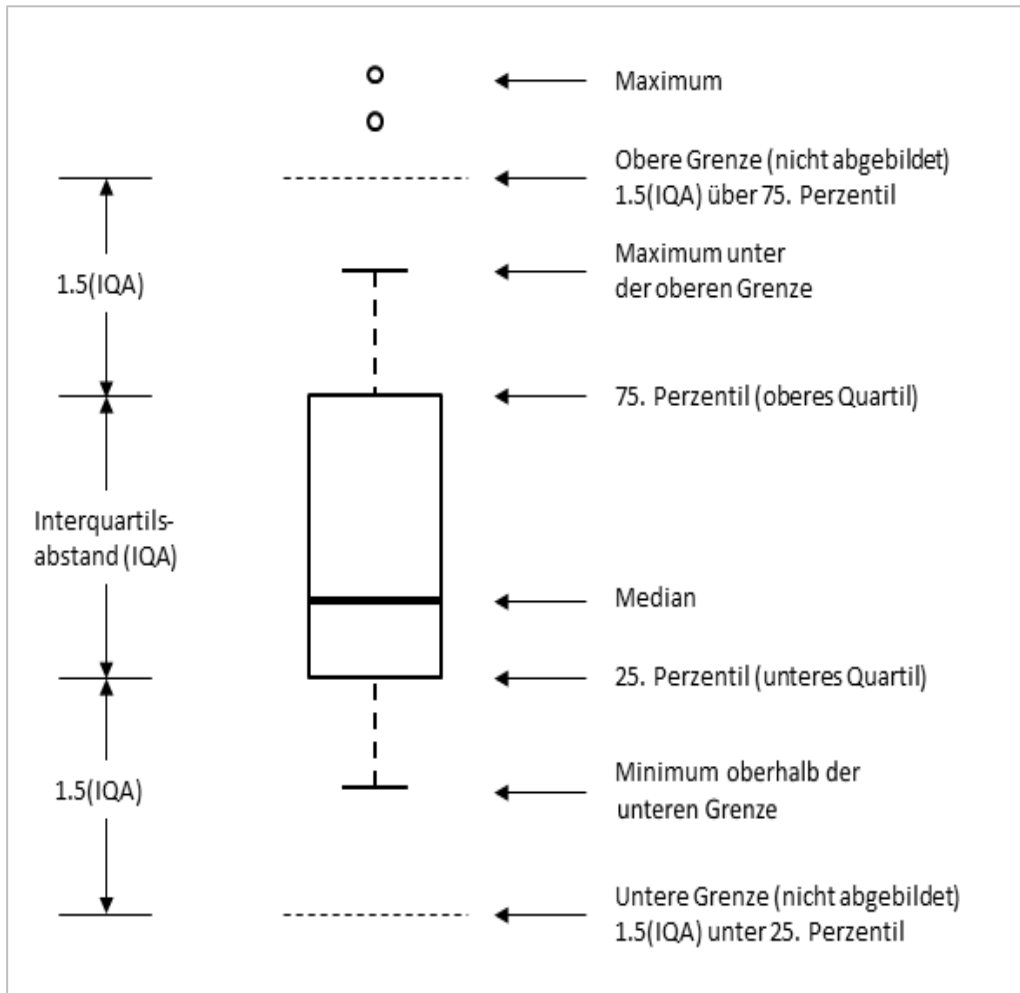 Maximum
Obere Grenze (nicht abgebildet)
1.5(IQA) über 75. Perzentil
Maximum unter
der oberen Grenze
1.5(IQA)
75. Perzentil (oberes Quartil)
Interquartils-
abstand (IQA)
Median
25. Perzentil (unteres Quartil)
Minimum oberhalb der
unteren Grenze
1.5(IQA)
Untere Grenze (nicht abgebildet)
1.5(IQA) unter 25. Perzentil